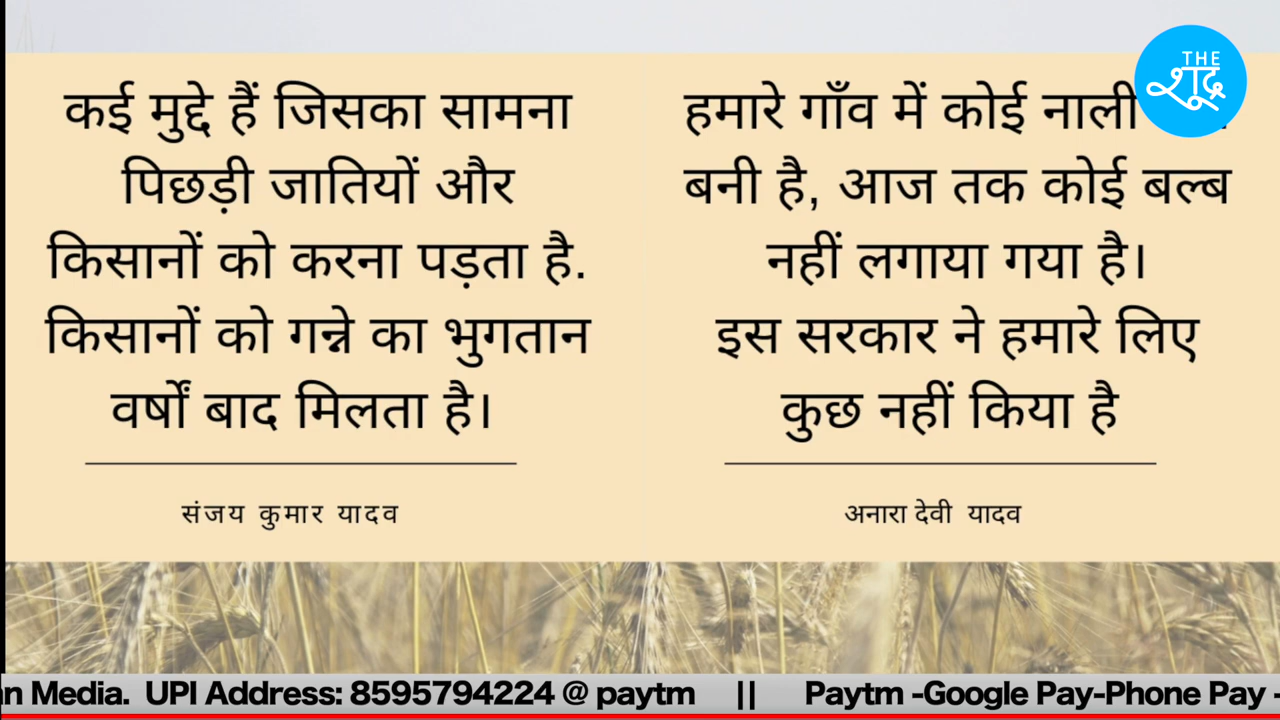 THE
शूद्र
कई मुद्दे हैं जिसका सामना
पिछड़ी जातियों और
किसानों को करना पड़ता है.
किसानों को गन्ने का भुगतान
वर्षों बाद मिलता है।
संजय कुमार यादव
हमारे गाँव में कोई नाली
बनी है, आज तक कोई बल्ब
नहीं लगाया गया है।
इस सरकार ने हमारे लिए
कुछ नहीं किया है
अनारा देवी यादव
Media. UPI Address: 8595794224 @ paytm || Paytm -Google Pay-Phone Pay -